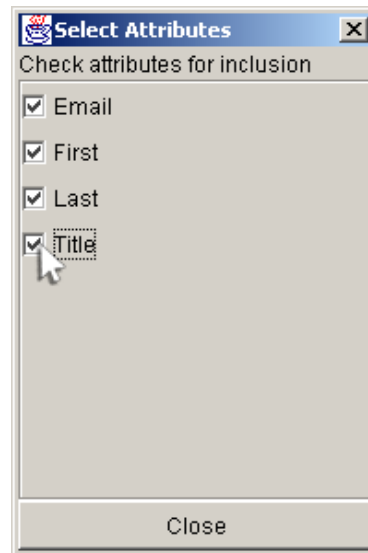 Select Attributes
Check attributes for inclusion
Email
First
Last
Title
Close